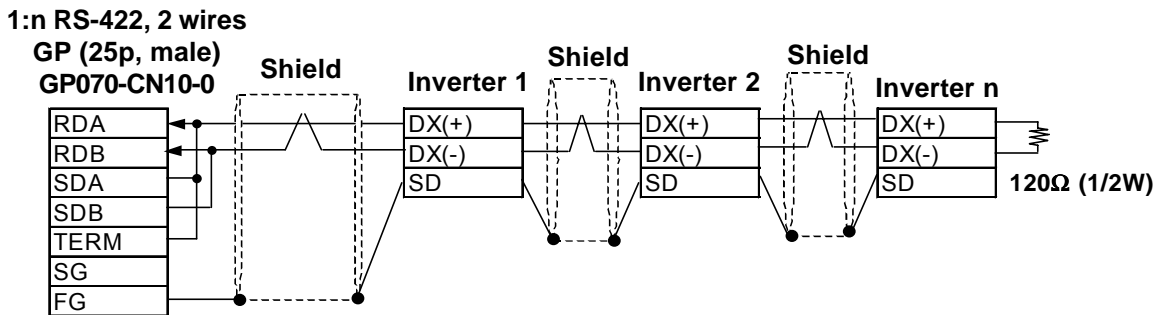 1:n RS-422, 2 wires
GP (25p, male)
GP070-CN10-0
Shield
Inverter 1
Shield
Inverter 2
Shield
Inverter n
RDA
RDB
SDA
SDB
TERM
SG
FG
DX(+)
DX(-)
SD
DX(+)
DX(-)
SD
DX(+)
DX(-)
SD
120Ω (1/2W)